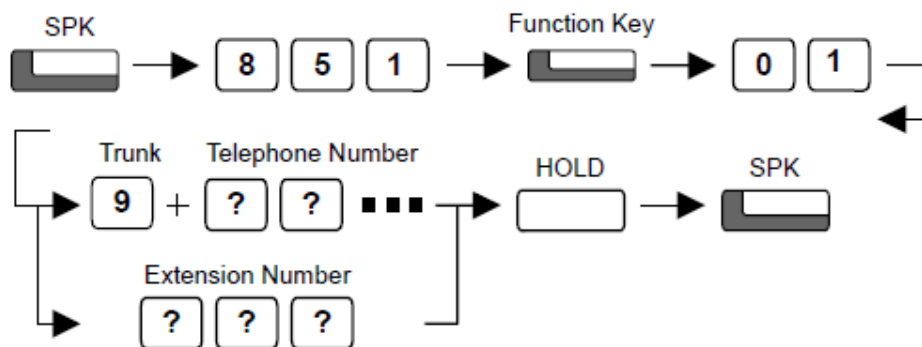 SPK
Function Key
8 5 1
0 1
Trunk
Telephone Number
HOLD
SPK
9 + ? ?
Extension Number
? ? ?